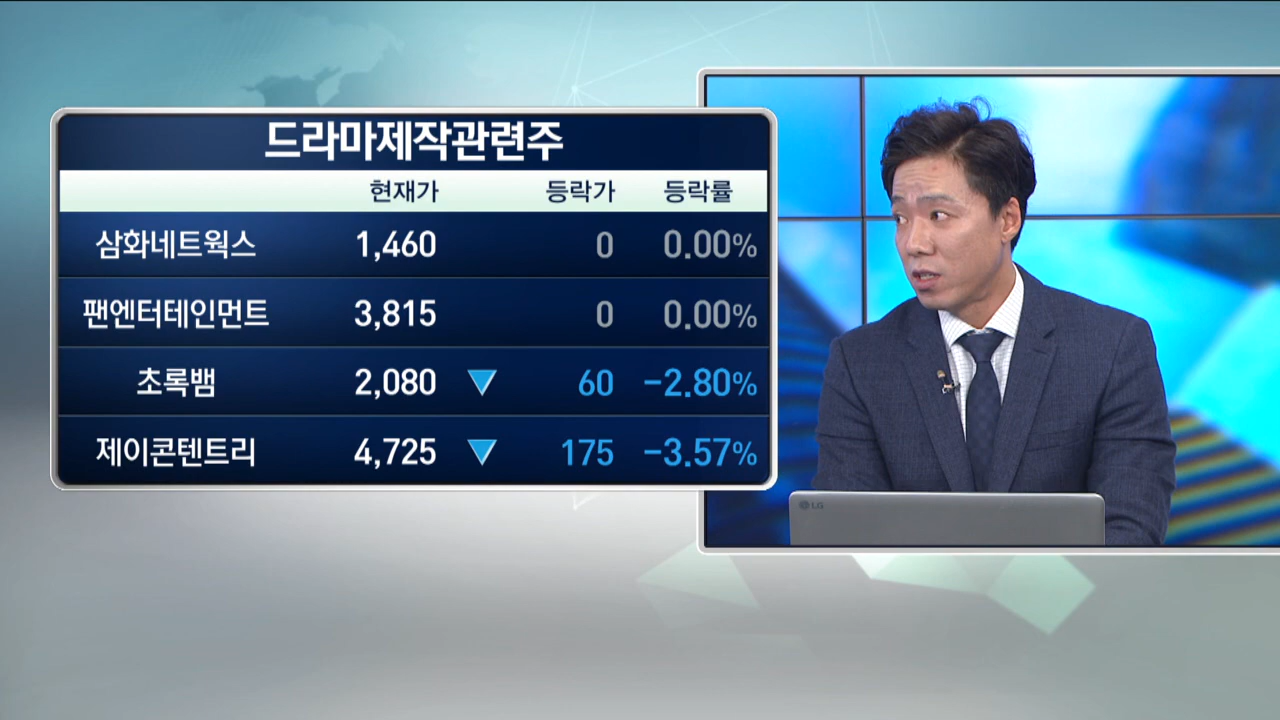 드라마제작관련주
현재가 등락가 등락률
삼화네트웍스 1,460 0 0.00%
팬엔터테인먼트 3,815 0 0.00%
초록뱀 2,080 ▼ 60 -2.80%
제이콘텐트리 4,725 ▼ 175 -3.57%
LG